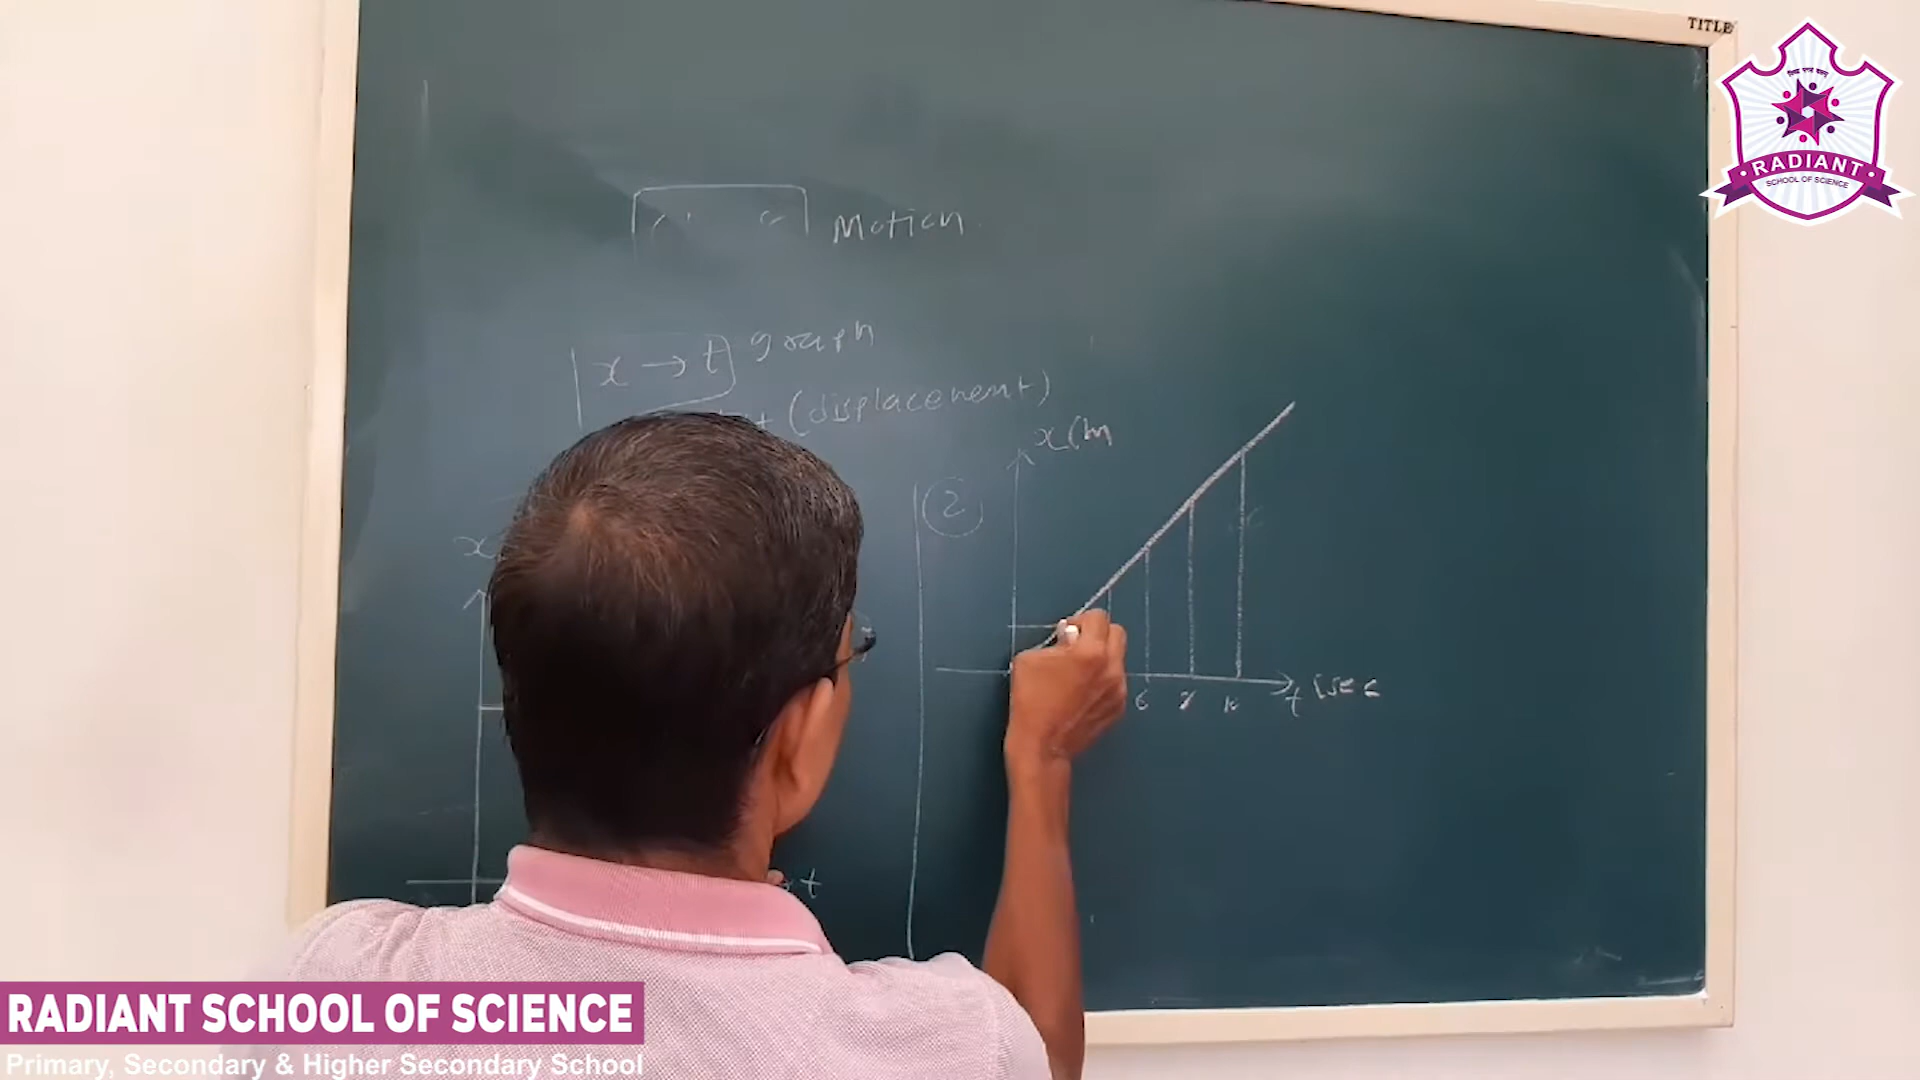 TITLE
RADIANT
SCHOOL OF SCIENCE
Motion
x → t graph
(displacement)
x (m
2
x
6 8 10
t (sec
t
RADIANT SCHOOL OF SCIENCE
Primary, Secondary & Higher Secondary School